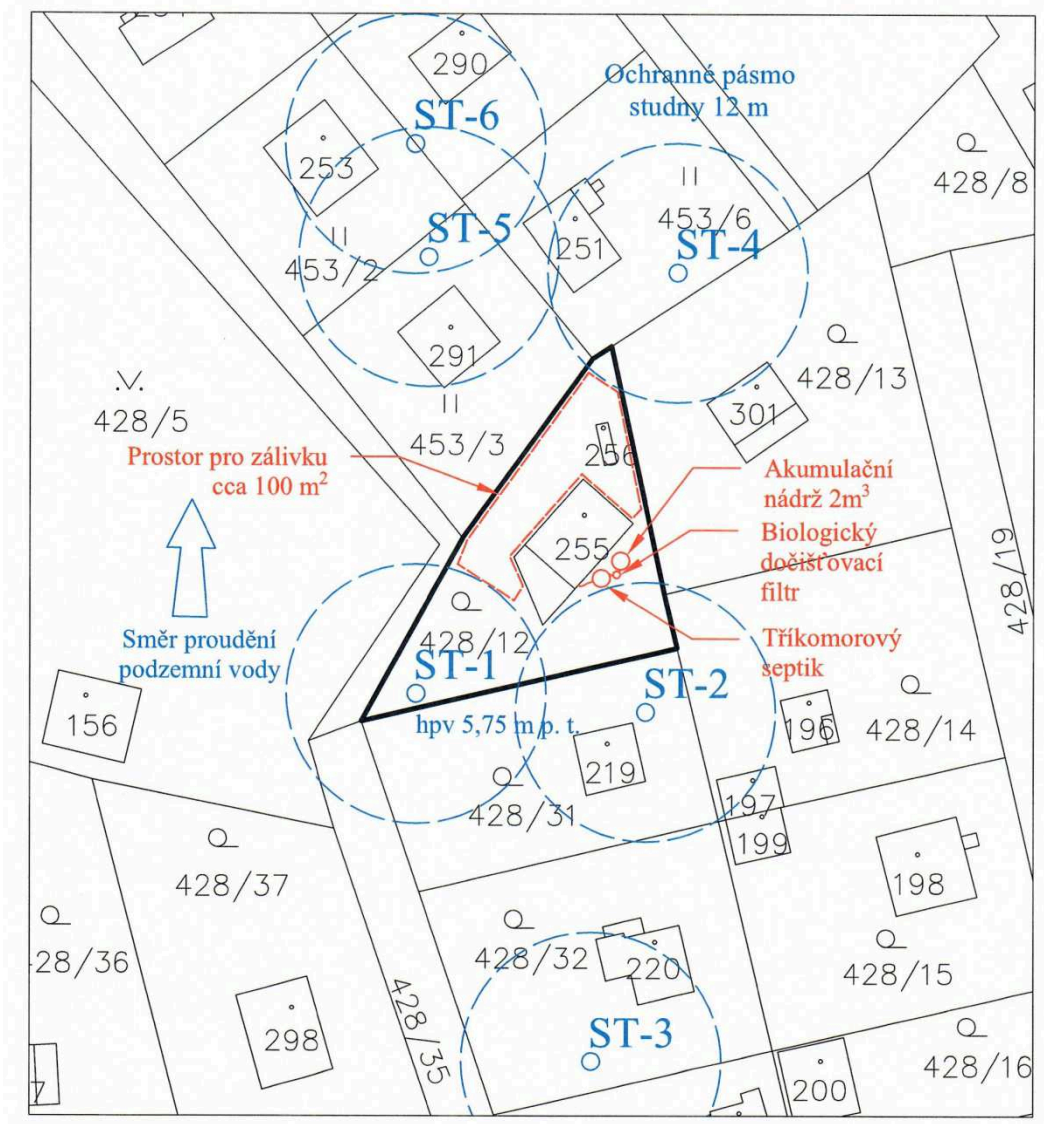 290
Ochranné pásmo
studny 12 m
ST-6
253
428/8
453/6
ST-5
251
ST-4
453/2
291
428/13
301
428/5
453/3
Prostor pro zálivku
cca 100 m²
256
Akumulační
nádrž 2m³
Biologický
dočišťovací
filtr
255
428/19
Směr proudění
podzemní vody
428/12
Tříkomorový
septik
ST-1
ST-2
156
hpv 5,75 m p. t.
196
428/14
219
428/31
197
199
428/37
198
428/36
428/32
220
428/15
428/35
298
ST-3
428/16
200
7